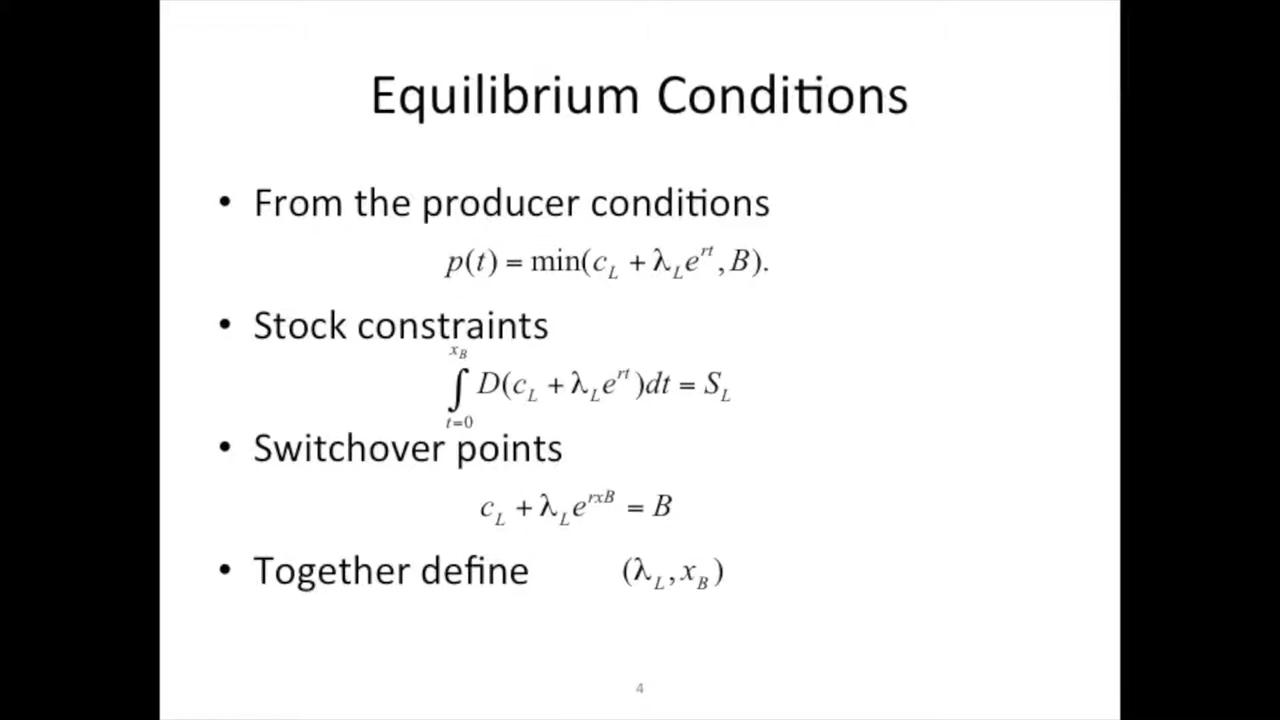 Equilibrium Conditions
• From the producer conditions
p(t) = min(c_L + λ_L e^{rt}, B).
• Stock constraints
∫_{t=0}^{x_B} D(c_L + λ_L e^{rt})dt = S_L
• Switchover points
c_L + λ_L e^{rxB} = B
• Together define (λ_L, x_B)
4